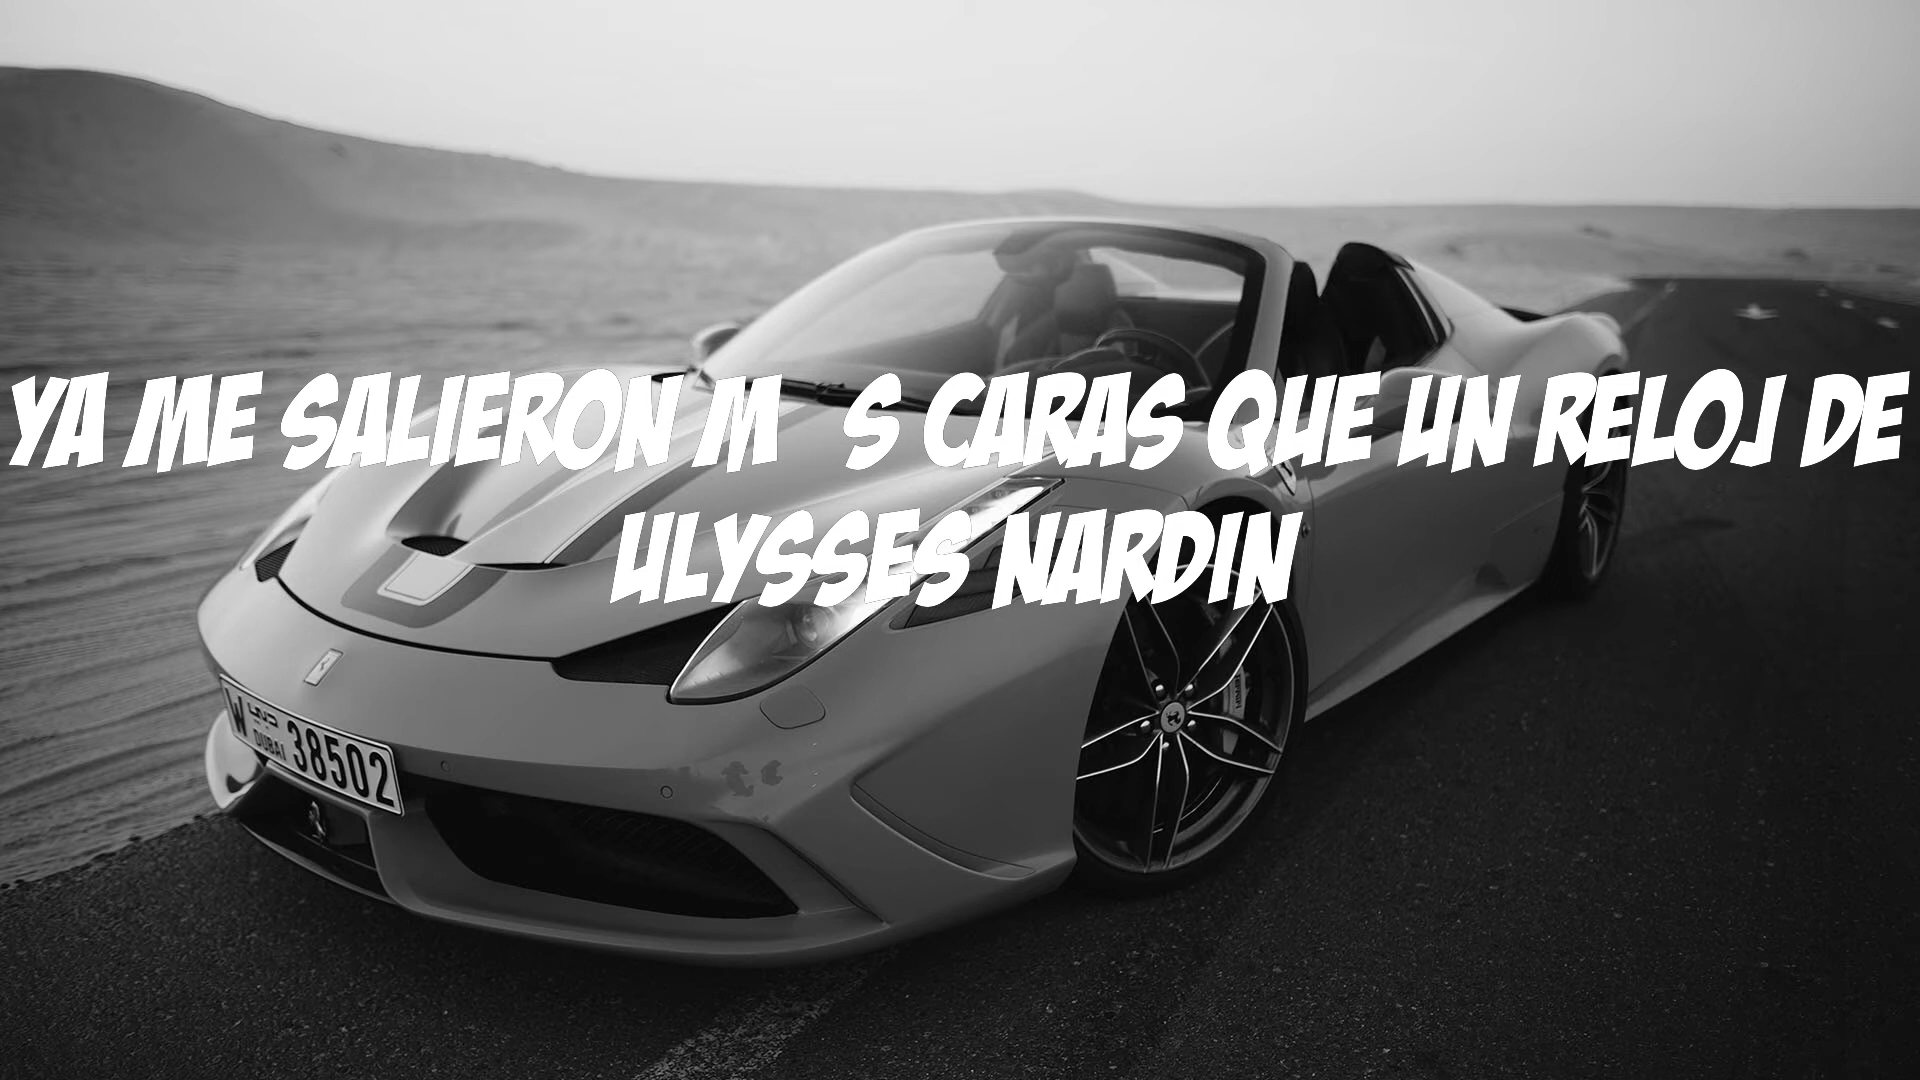 YA ME SALIERON M S CARAS QUE UN RELOJ DE
ULYSSES NARDIN
W دبي DUBAI 38502